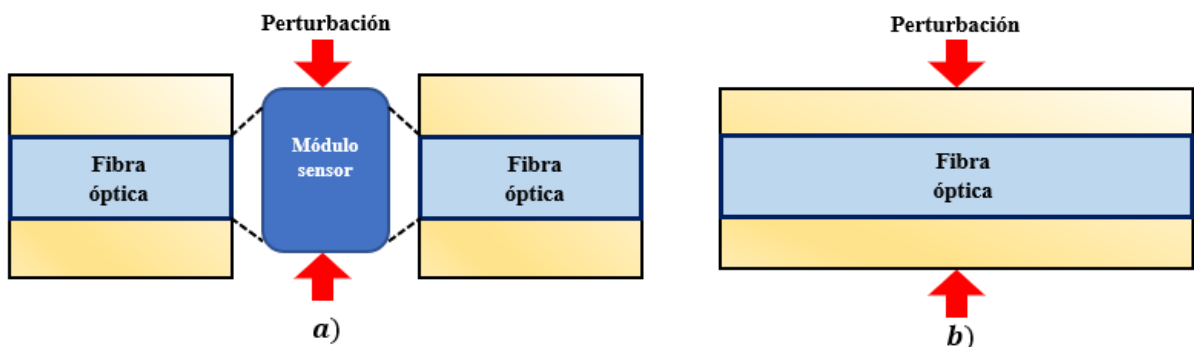 Perturbación
Fibra
óptica
Módulo
sensor
Fibra
óptica
a)
Perturbación
Fibra
óptica
b)